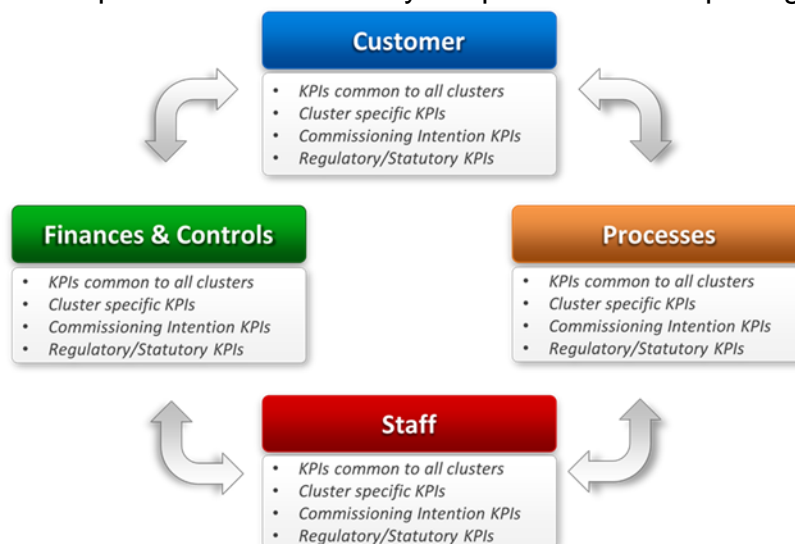 Customer
• KPIs common to all clusters
• Cluster specific KPIs
• Commissioning Intention KPIs
• Regulatory/Statutory KPIs
Finances & Controls
• KPIs common to all clusters
• Cluster specific KPIs
• Commissioning Intention KPIs
• Regulatory/Statutory KPIs
Processes
• KPIs common to all clusters
• Cluster specific KPIs
• Commissioning Intention KPIs
• Regulatory/Statutory KPIs
Staff
• KPIs common to all clusters
• Cluster specific KPIs
• Commissioning Intention KPIs
• Regulatory/Statutory KPIs